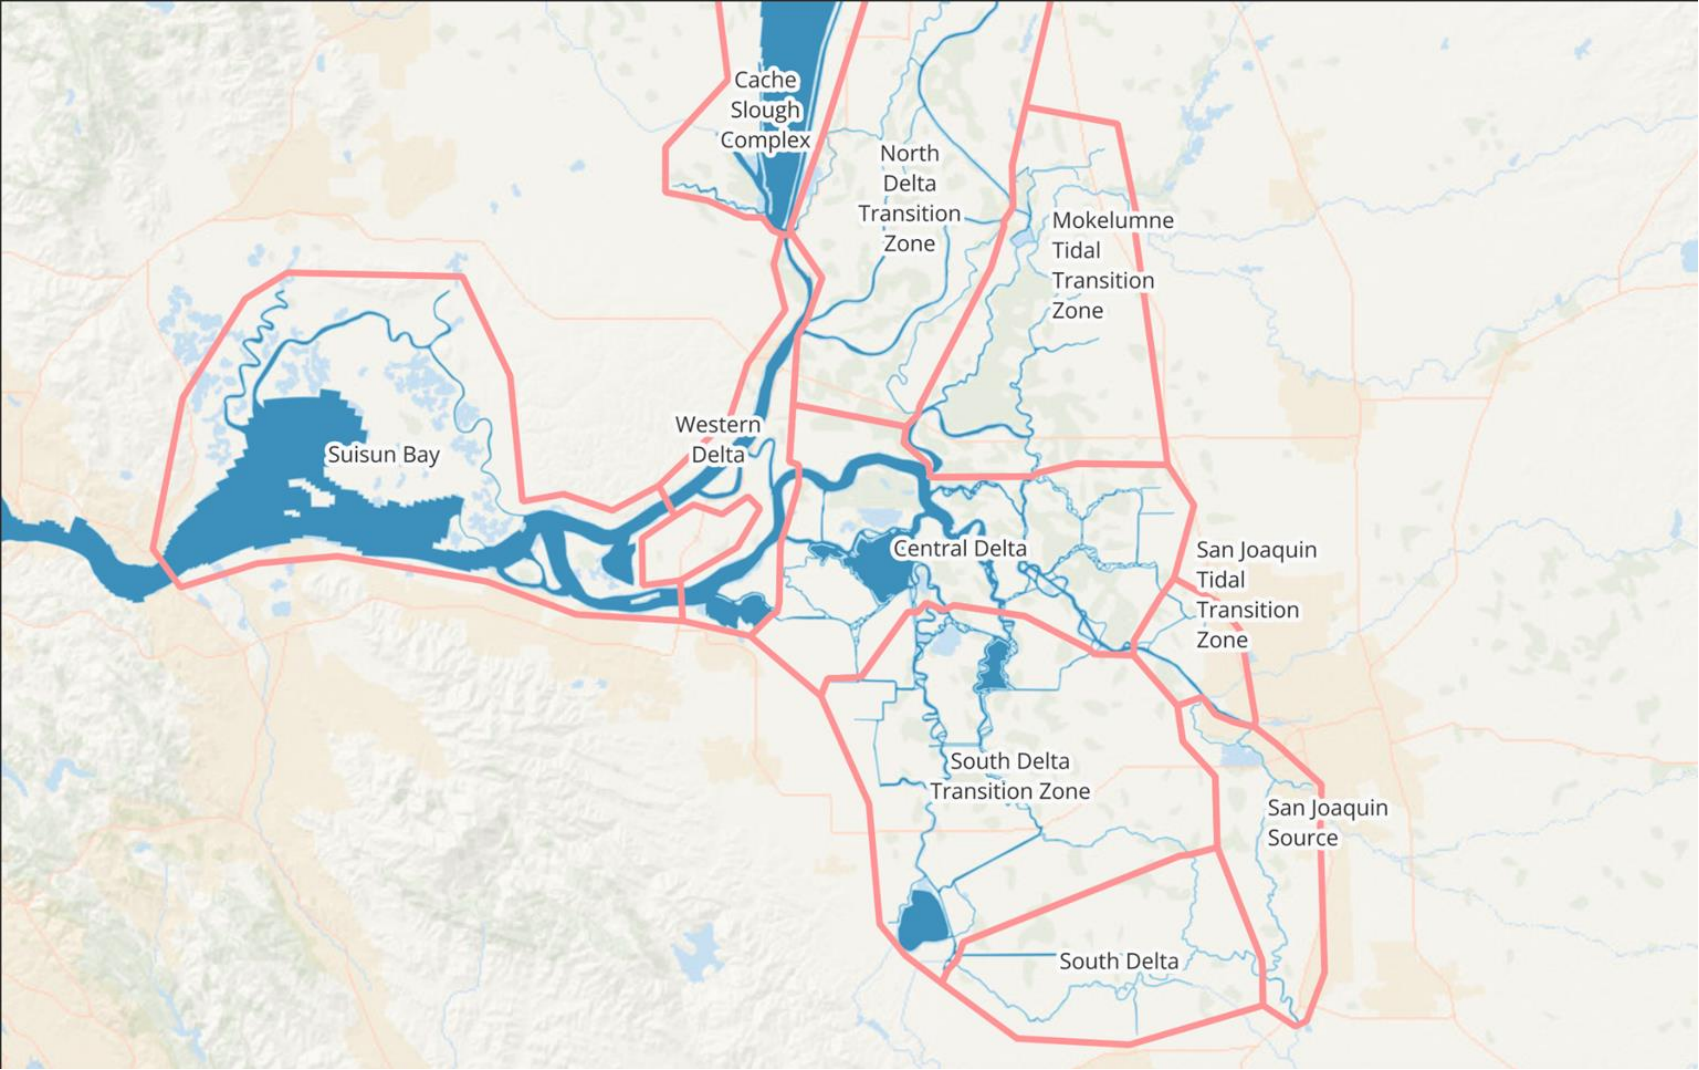 Cache
Slough
Complex
North
Delta
Transition
Zone
Mokelumne
Tidal
Transition
Zone
Western
Delta
Suisun Bay
Central Delta
San Joaquin
Tidal
Transition
Zone
South Delta
Transition Zone
San Joaquin
Source
South Delta